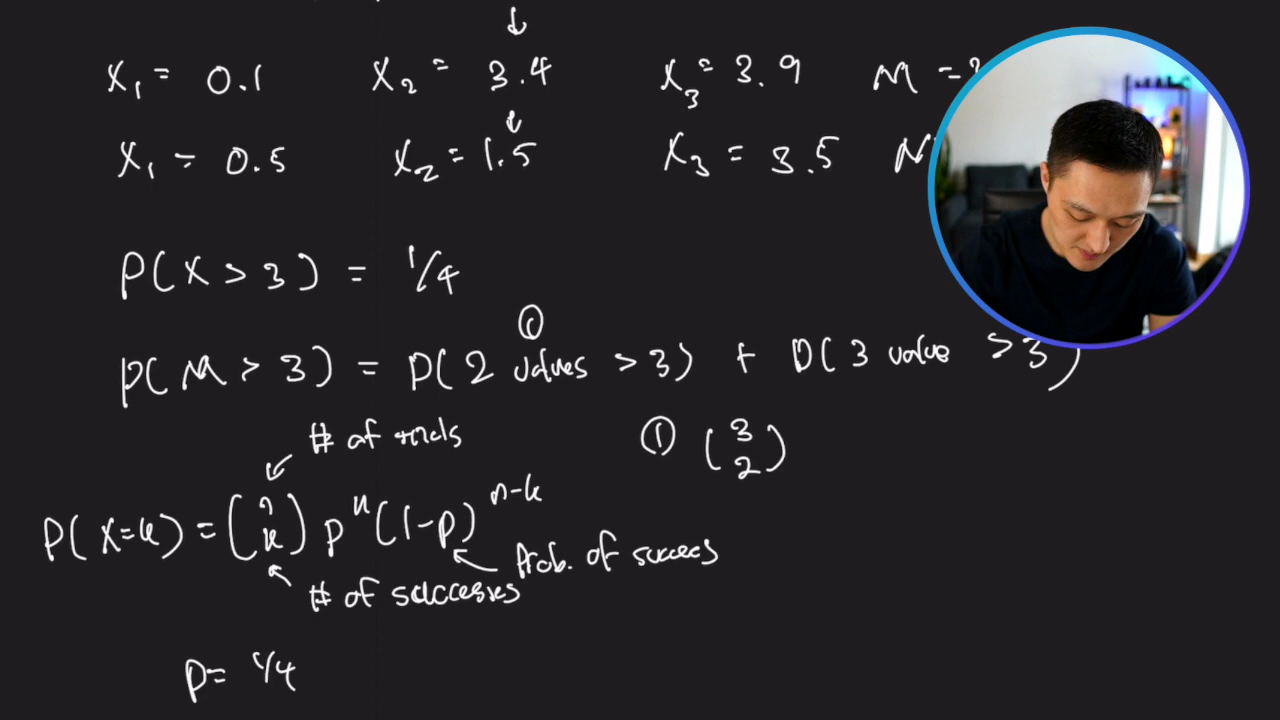 X₁ = 0.1 X₂ = 3.4 X₃ = 3.9 M =
X₁ = 0.5 X₂ = 1.5 X₃ = 3.5
P(X > 3) = 1/4
①
P(M > 3) = P(2 values > 3) + P(3 value > 3)
# of trials ① (3 2)
P(X=k) = (n k) p^k (1-p)^n-k
Prob. of success
# of successes
p = 1/4